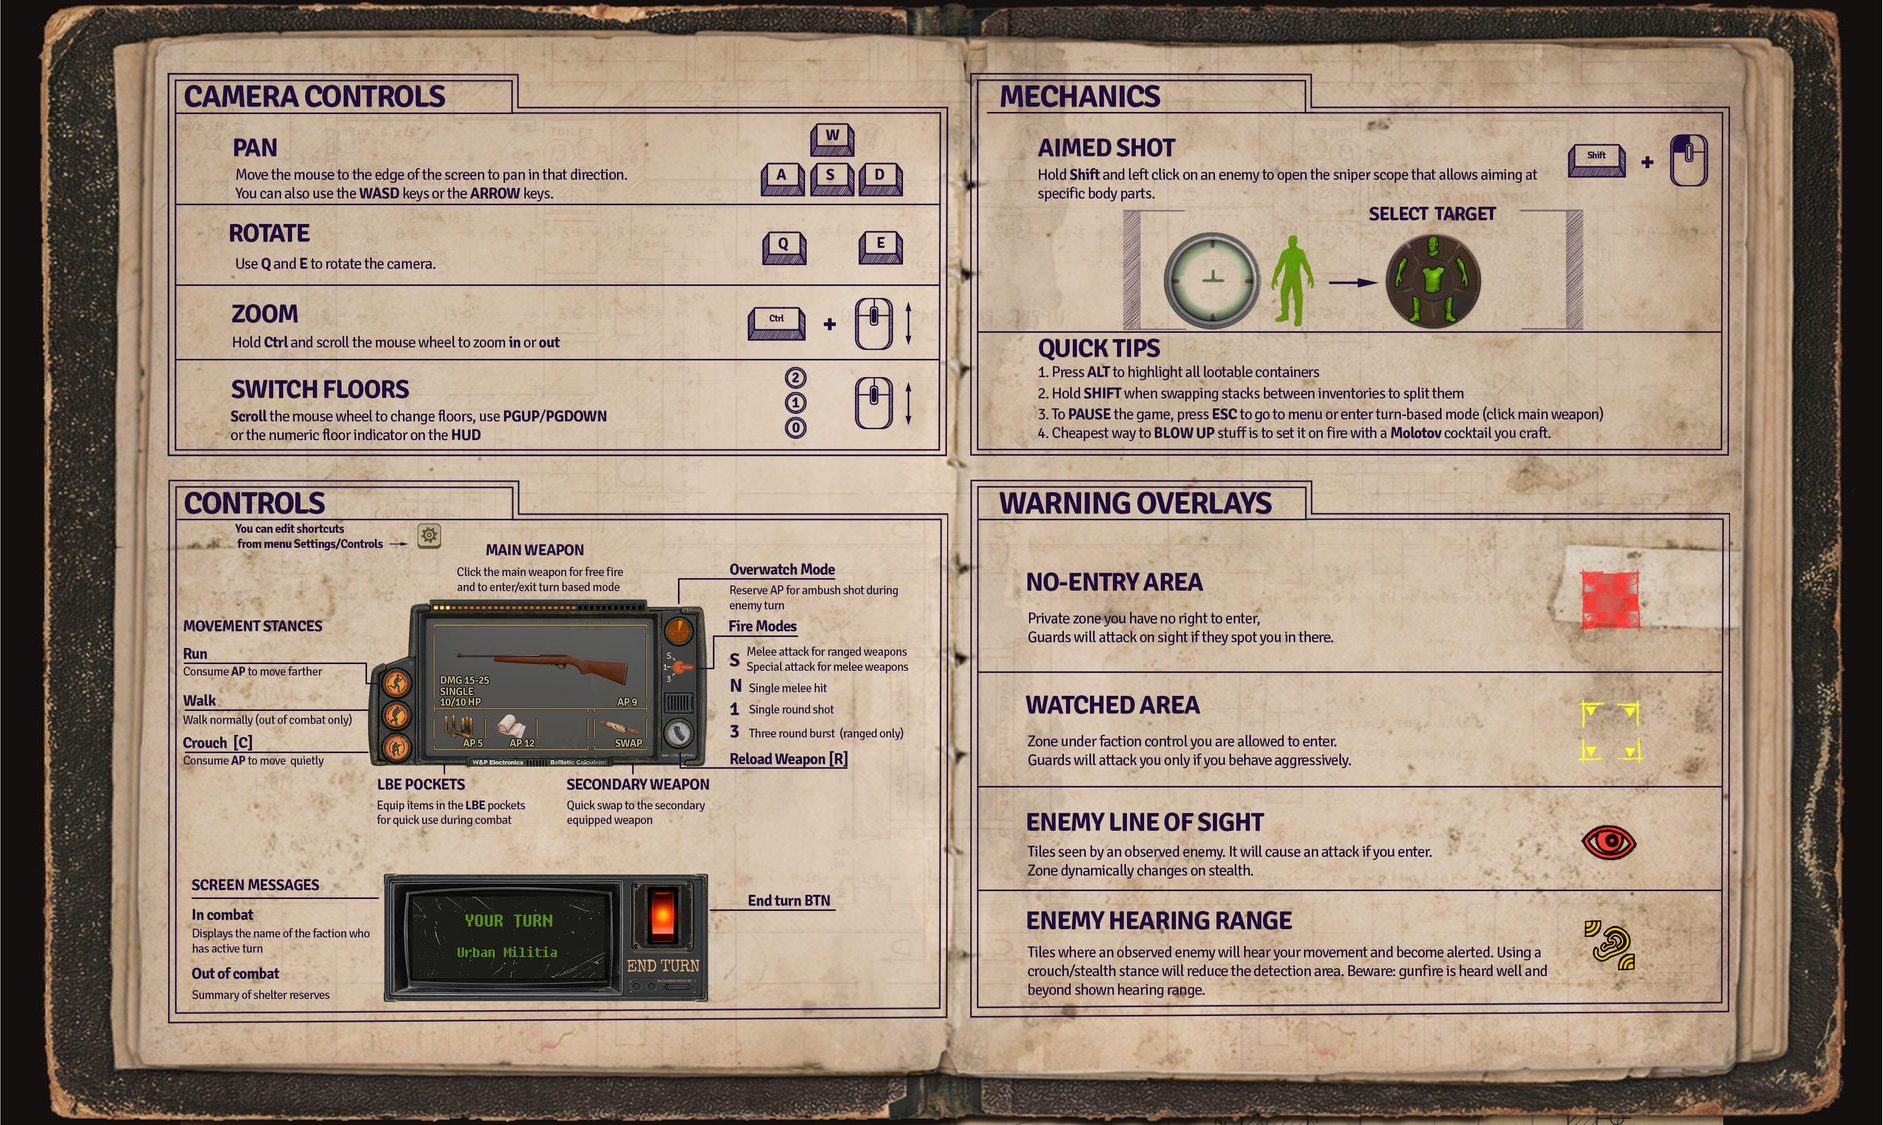 CAMERA CONTROLS
PAN
Move the mouse to the edge of the screen to pan in that direction.
You can also use the WASD keys or the ARROW keys.
W
A S D
ROTATE
Use Q and E to rotate the camera.
Q E
ZOOM
Hold Ctrl and scroll the mouse wheel to zoom in or out
Ctrl +
SWITCH FLOORS
Scroll the mouse wheel to change floors, use PGUP/PGDOWN
or the numeric floor indicator on the HUD
2
1
0
CONTROLS
You can edit shortcuts
from menu Settings/Controls
MAIN WEAPON
Click the main weapon for free fire
and to enter/exit turn based mode
MOVEMENT STANCES
Run
Consume AP to move farther
Walk
Walk normally (out of combat only)
Crouch [C]
Consume AP to move quietly
DMG 15-25
SINGLE
10/10 HP
AP 9
AP 5
AP 12
SWAP
S
1
3
W&P Electronics
Ballistic Calculator
Overwatch Mode
Reserve AP for ambush shot during
enemy turn
Fire Modes
S Melee attack for ranged weapons
Special attack for melee weapons
N Single melee hit
1 Single round shot
3 Three round burst (ranged only)
Reload Weapon [R]
LBE POCKETS
Equip items in the LBE pockets
for quick use during combat
SECONDARY WEAPON
Quick swap to the secondary
equipped weapon
SCREEN MESSAGES
In combat
Displays the name of the faction who
has active turn
Out of combat
Summary of shelter reserves
YOUR TURN
Urban Militia
END TURN
End turn BTN
MECHANICS
AIMED SHOT
Hold Shift and left click on an enemy to open the sniper scope that allows aiming at
specific body parts.
Shift +
SELECT TARGET
QUICK TIPS
1. Press ALT to highlight all lootable containers
2. Hold SHIFT when swapping stacks between inventories to split them
3. To PAUSE the game, press ESC to go to menu or enter turn-based mode (click main weapon)
4. Cheapest way to BLOW UP stuff is to set it on fire with a Molotov cocktail you craft.
WARNING OVERLAYS
NO-ENTRY AREA
Private zone you have no right to enter,
Guards will attack on sight if they spot you in there.
WATCHED AREA
Zone under faction control you are allowed to enter.
Guards will attack you only if you behave aggressively.
ENEMY LINE OF SIGHT
Tiles seen by an observed enemy. It will cause an attack if you enter.
Zone dynamically changes on stealth.
ENEMY HEARING RANGE
Tiles where an observed enemy will hear your movement and become alerted. Using a
crouch/stealth stance will reduce the detection area. Beware: gunfire is heard well and
beyond shown hearing range.